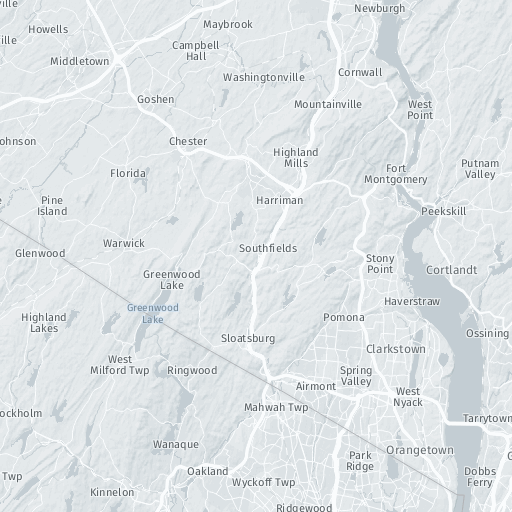 Newburgh
Maybrook
Howells
Campbell
Hall
Middletown
Washingtonville
Cornwall
Goshen
Mountainville
West
Point
Chester
Highland
Mills
Putnam
Valley
Florida
Fort
Montgomery
Pine
Island
Harriman
Peekskill
Warwick
Southfields
Glenwood
Stony
Point
Greenwood
Lake
Cortlandt
Haverstraw
Greenwood
Lake
Highland
Lakes
Pomona
Ossining
Sloatsburg
Clarkstown
West
Milford Twp
Ringwood
Spring
Valley
Airmont
West
Nyack
Mahwah Twp
Tarrytown
Wanaque
Orangetown
Park
Ridge
Oakland
Twp
Dobbs
Ferry
Wyckoff Twp
Kinnelon
Ridgewood